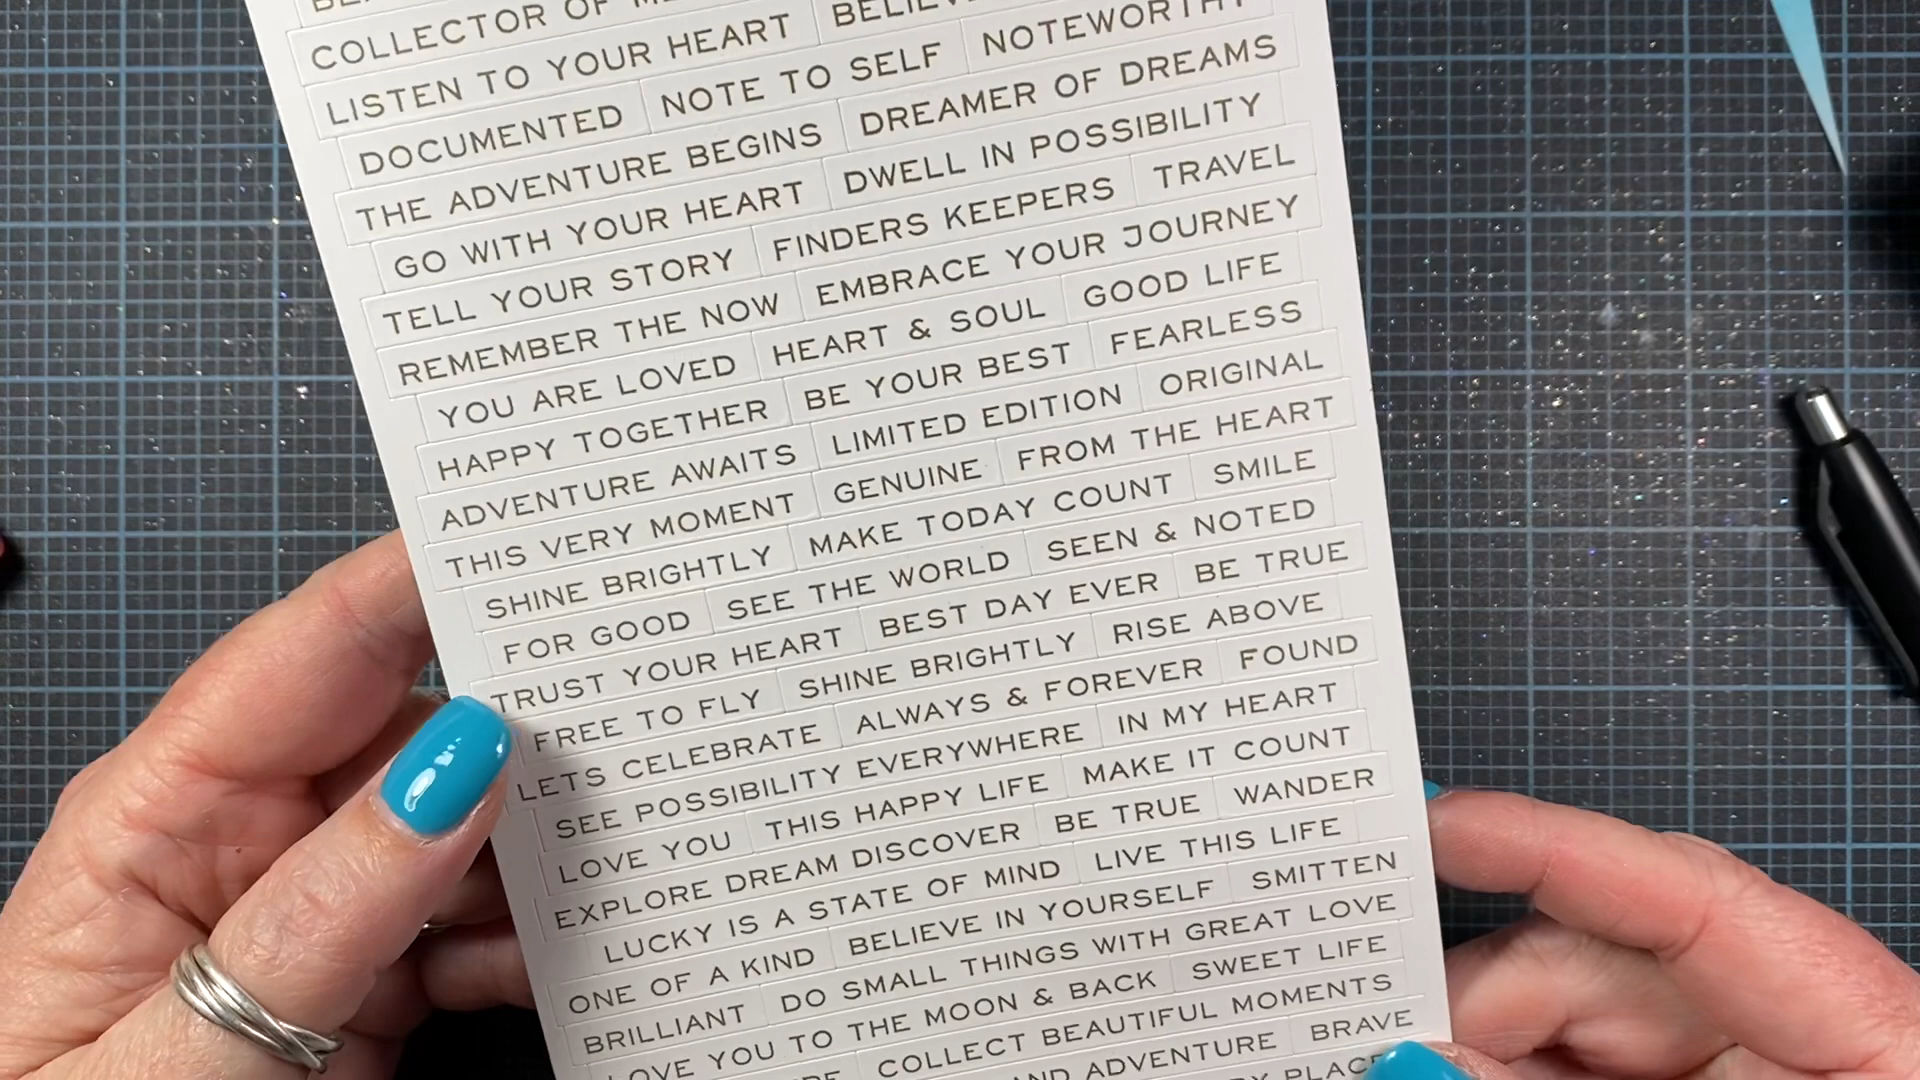 COLLECTOR OF
LISTEN TO YOUR HEART
DOCUMENTED NOTE TO SELF NOTEWORTHY
THE ADVENTURE BEGINS DREAMER OF DREAMS
GO WITH YOUR HEART DWELL IN POSSIBILITY
TELL YOUR STORY FINDERS KEEPERS TRAVEL
REMEMBER THE NOW EMBRACE YOUR JOURNEY
YOU ARE LOVED HEART & SOUL GOOD LIFE
HAPPY TOGETHER BE YOUR BEST FEARLESS
ADVENTURE AWAITS LIMITED EDITION ORIGINAL
THIS VERY MOMENT GENUINE FROM THE HEART
SHINE BRIGHTLY MAKE TODAY COUNT SMILE
FOR GOOD SEE THE WORLD SEEN & NOTED
TRUST YOUR HEART BEST DAY EVER BE TRUE
FREE TO FLY SHINE BRIGHTLY RISE ABOVE
LETS CELEBRATE ALWAYS & FOREVER FOUND
SEE POSSIBILITY EVERYWHERE IN MY HEART
LOVE YOU THIS HAPPY LIFE MAKE IT COUNT
EXPLORE DREAM DISCOVER BE TRUE WANDER
LUCKY IS A STATE OF MIND LIVE THIS LIFE
ONE OF A KIND BELIEVE IN YOURSELF SMITTEN
BRILLIANT DO SMALL THINGS WITH GREAT LOVE
LOVE YOU TO THE MOON & BACK SWEET LIFE
COLLECT BEAUTIFUL MOMENTS
ADVENTURE BRAVE